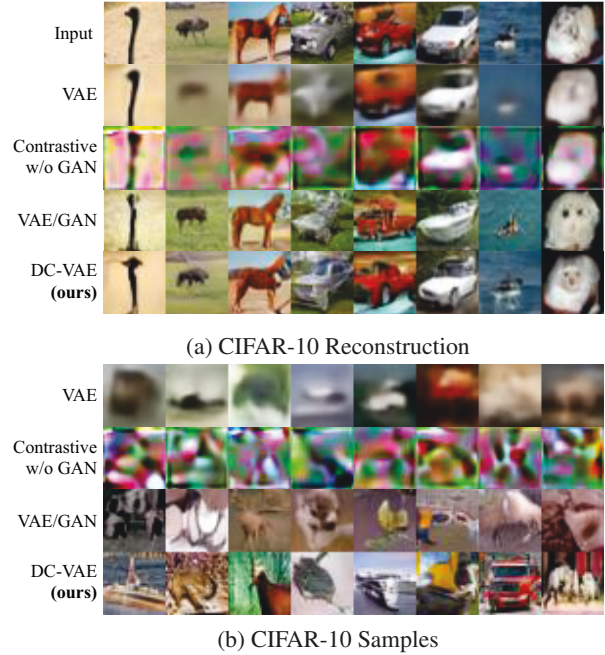 Input
VAE
Contrastive
w/o GAN
VAE/GAN
DC-VAE
(ours)
(a) CIFAR-10 Reconstruction
VAE
Contrastive
w/o GAN
VAE/GAN
DC-VAE
(ours)
(b) CIFAR-10 Samples